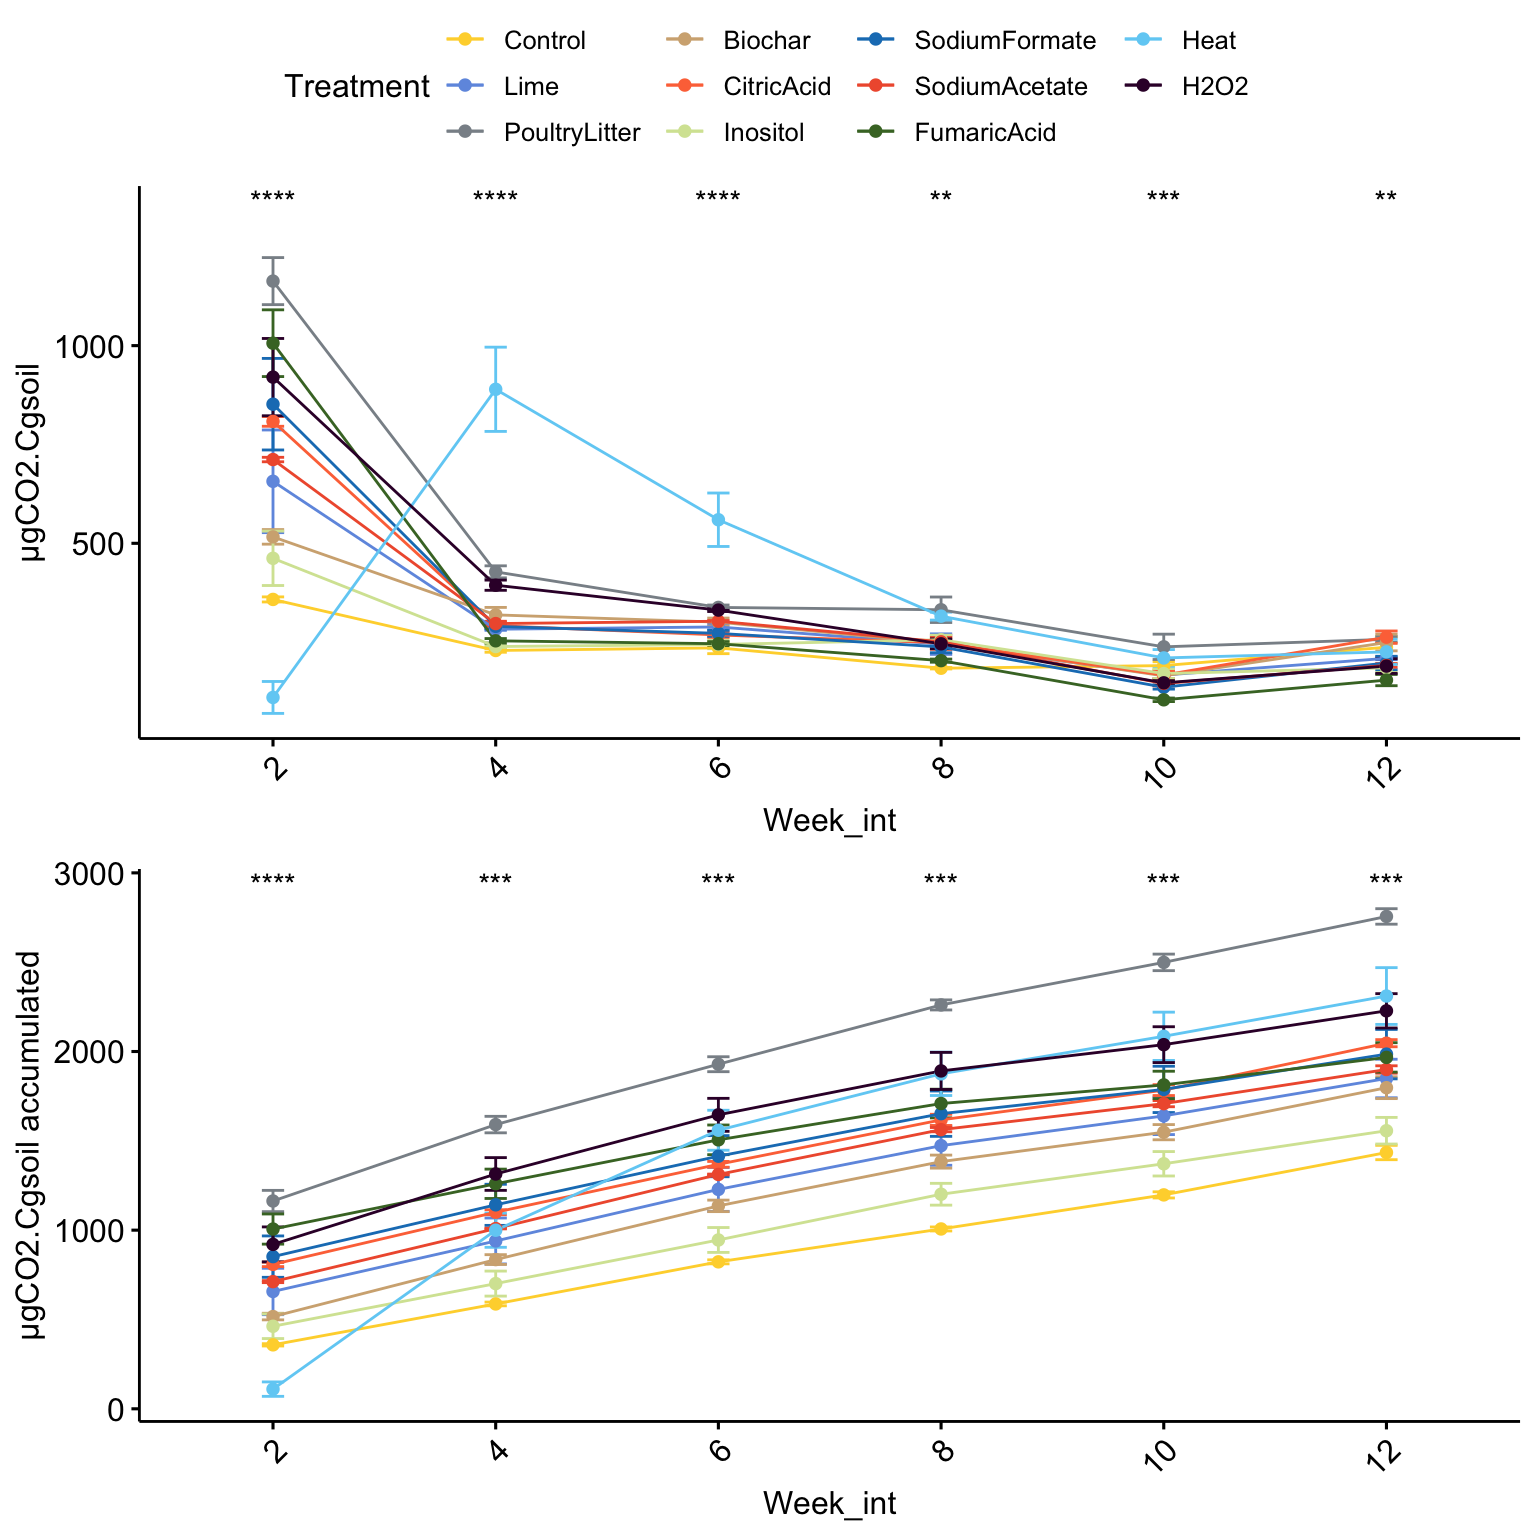 Control Biochar SodiumFormate Heat
Treatment Lime CitricAcid SodiumAcetate H2O2
PoultryLitter Inositol FumaricAcid
**** **** **** ** *** **
1000
500
µgCO2.Cgsoil
2 4 6 8 10 12
Week_int
3000
**** *** *** *** *** ***
2000
1000
0
µgCO2.Cgsoil accumulated
2 4 6 8 10 12
Week_int